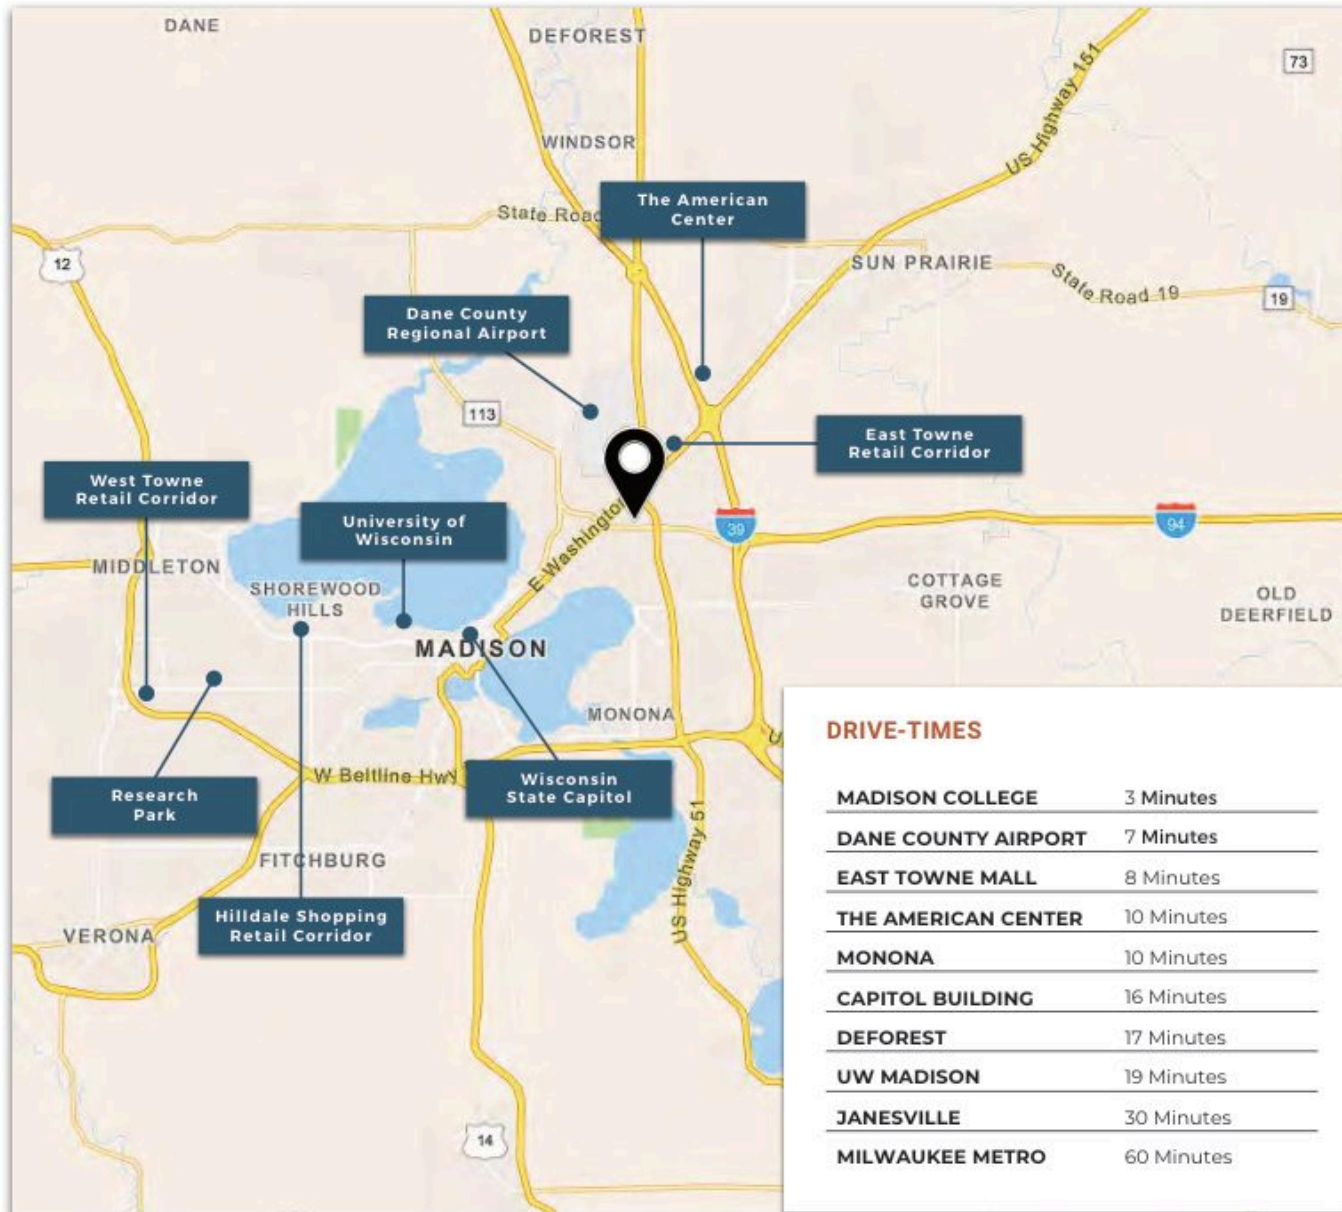 DANE
DEFOREST
73
US Highway 151
WINDSOR
The American
Center
State Road
12
SUN PRAIRIE
State Road 19
19
Dane County
Regional Airport
113
East Towne
Retail Corridor
West Towne
Retail Corridor
University of
Wisconsin
E Washington
39
94
MIDDLETON
SHOREWOOD
HILLS
COTTAGE
GROVE
OLD
DEERFIELD
MADISON
MONONA
W Beltline Hwy
Wisconsin
State Capitol
Research
Park
US Highway 51
FITCHBURG
Hilldale Shopping
Retail Corridor
VERONA
14
DRIVE-TIMES
MADISON COLLEGE 3 Minutes
DANE COUNTY AIRPORT 7 Minutes
EAST TOWNE MALL 8 Minutes
THE AMERICAN CENTER 10 Minutes
MONONA 10 Minutes
CAPITOL BUILDING 16 Minutes
DEFOREST 17 Minutes
UW MADISON 19 Minutes
JANESVILLE 30 Minutes
MILWAUKEE METRO 60 Minutes